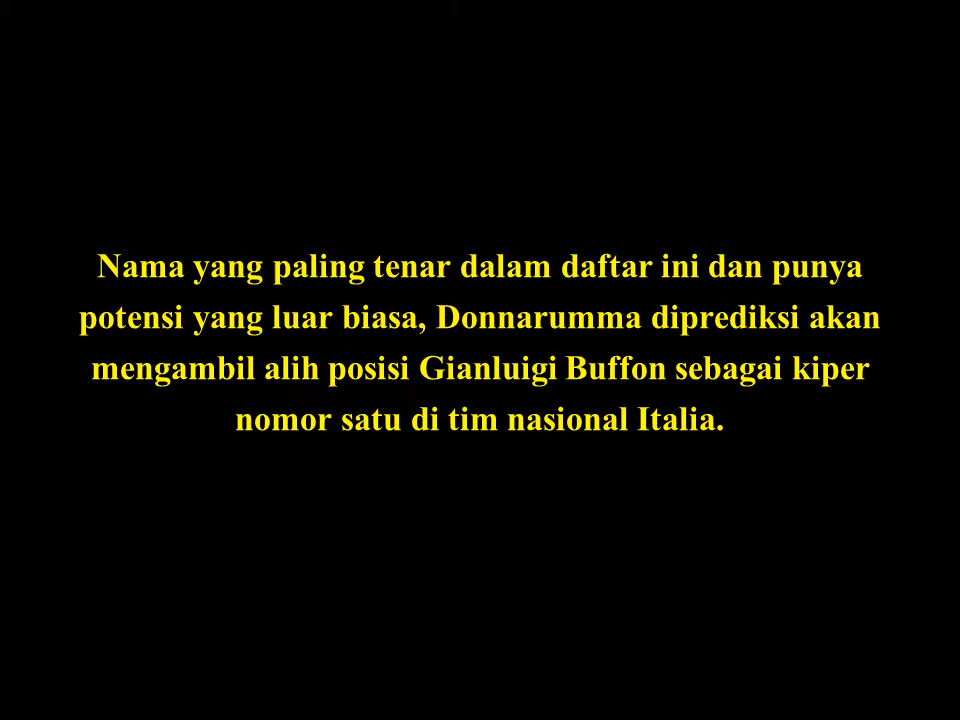 Nama yang paling tenar dalam daftar ini dan punya
potensi yang luar biasa, Donnarumma diprediksi akan
mengambil alih posisi Gianluigi Buffon sebagai kiper
nomor satu di tim nasional Italia.